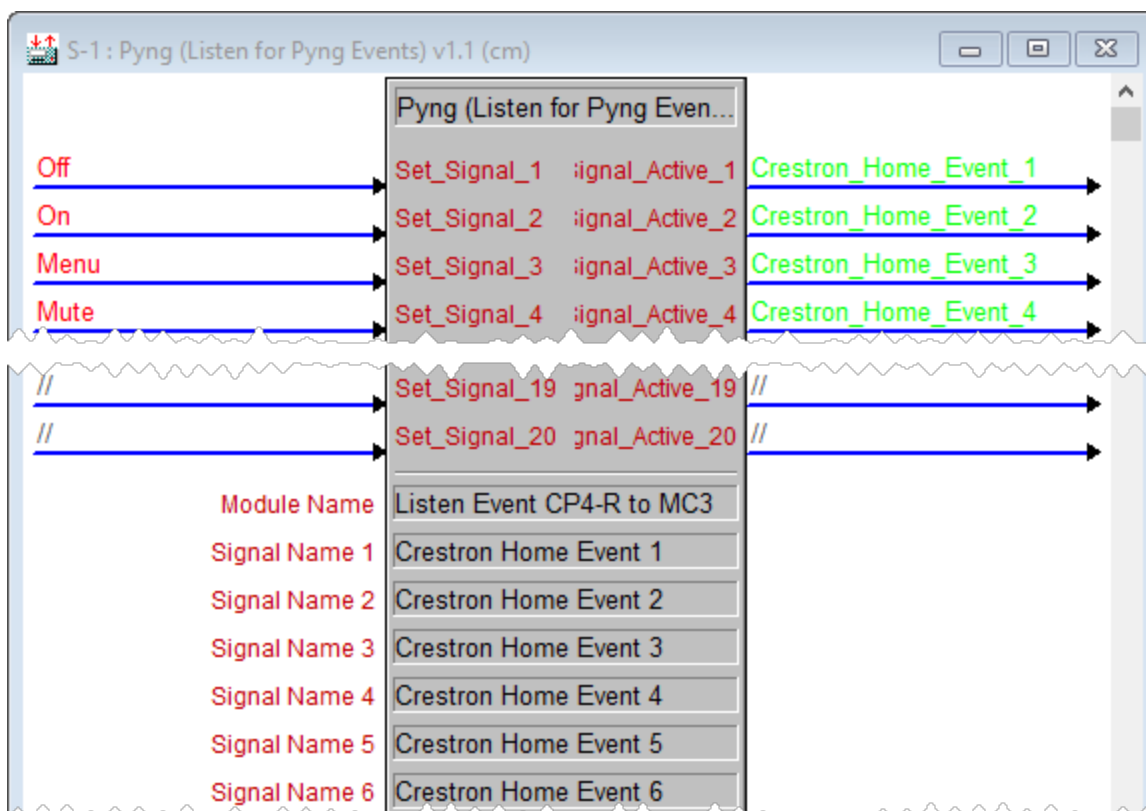 S-1 : Pyng (Listen for Pyng Events) v1.1 (cm)
Pyng (Listen for Pyng Even...
Off Set_Signal_1 ignal_Active_1 Crestron_Home_Event_1
On Set_Signal_2 ignal_Active_2 Crestron_Home_Event_2
Menu Set_Signal_3 ignal_Active_3 Crestron_Home_Event_3
Mute Set_Signal_4 ignal_Active_4 Crestron_Home_Event_4
// Set_Signal_19 gnal_Active_19 //
// Set_Signal_20 gnal_Active_20 //
Module Name Listen Event CP4-R to MC3
Signal Name 1 Crestron Home Event 1
Signal Name 2 Crestron Home Event 2
Signal Name 3 Crestron Home Event 3
Signal Name 4 Crestron Home Event 4
Signal Name 5 Crestron Home Event 5
Signal Name 6 Crestron Home Event 6